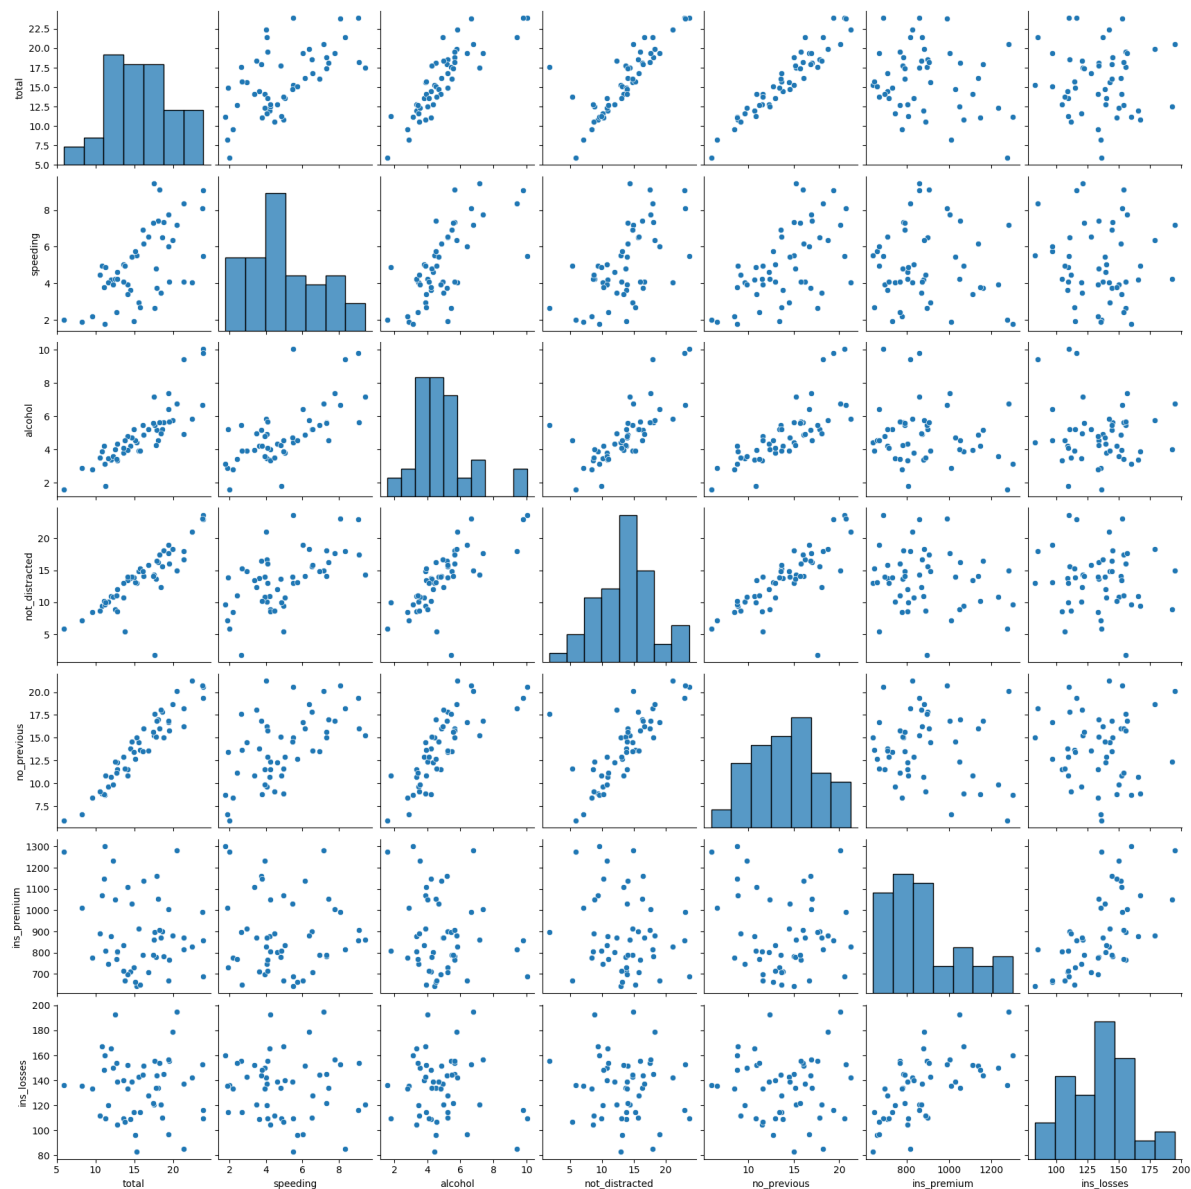 22.5
20.0
17.5
15.0
12.5
10.0
7.5
5.0
total
8
6
4
2
speeding
10
8
6
4
2
alcohol
20
15
10
5
not_distracted
20.0
17.5
15.0
12.5
10.0
7.5
no_previous
1300
1200
1100
1000
900
800
700
ins_premium
200
180
160
140
120
100
80
ins_losses
5 10 15 20
2 4 6 8
2 4 6 8 10
5 10 15 20
10 15 20
800 1000 1200
100 125 150 175 200
total speeding alcohol not_distracted no_previous ins_premium ins_losses